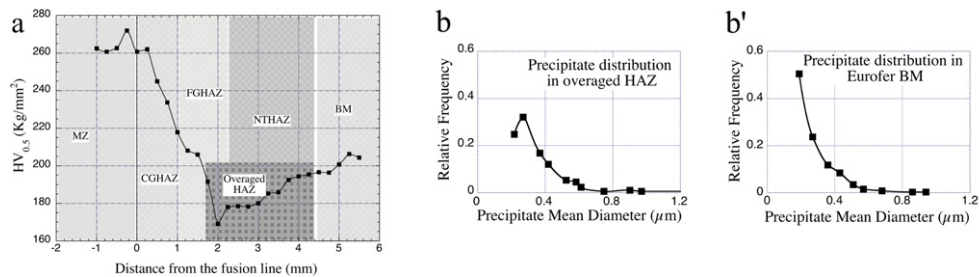 a
HV0,5 (Kg/mm²)
280
260
240
220
200
180
160
MZ
CGHAZ
FGHAZ
NTHAZ
Overaged
HAZ
BM
-2 -1 0 1 2 3 4 5 6
Distance from the fusion line (mm)
b
Relative Frequency
0.6
0.4
0.2
0
Precipitate distribution
in overaged HAZ
0 0.4 0.8 1.2
Precipitate Mean Diameter (µm)
b'
Relative Frequency
0.6
0.4
0.2
0
Precipitate distribution in
Eurofer BM
0 0.4 0.8 1.2
Precipitate Mean Diameter (µm)